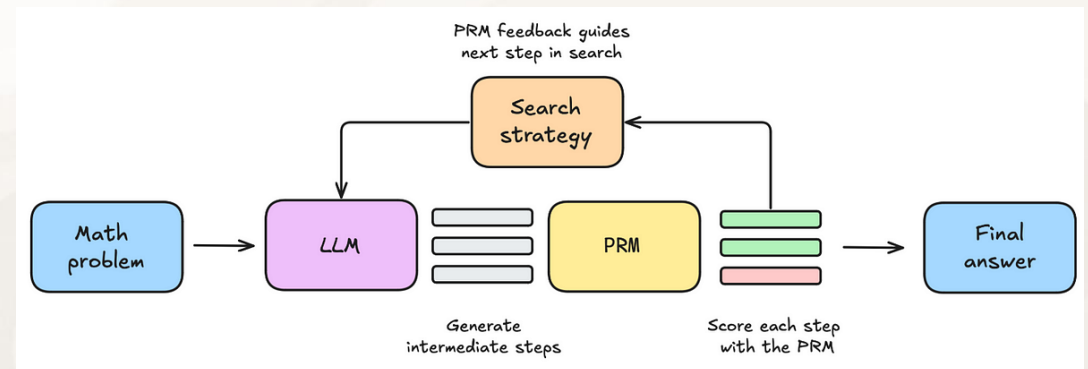 PRM feedback guides
next step in search
Search
strategy
Math
problem
LLM
PRM
Final
answer
Generate
intermediate steps
Score each step
with the PRM